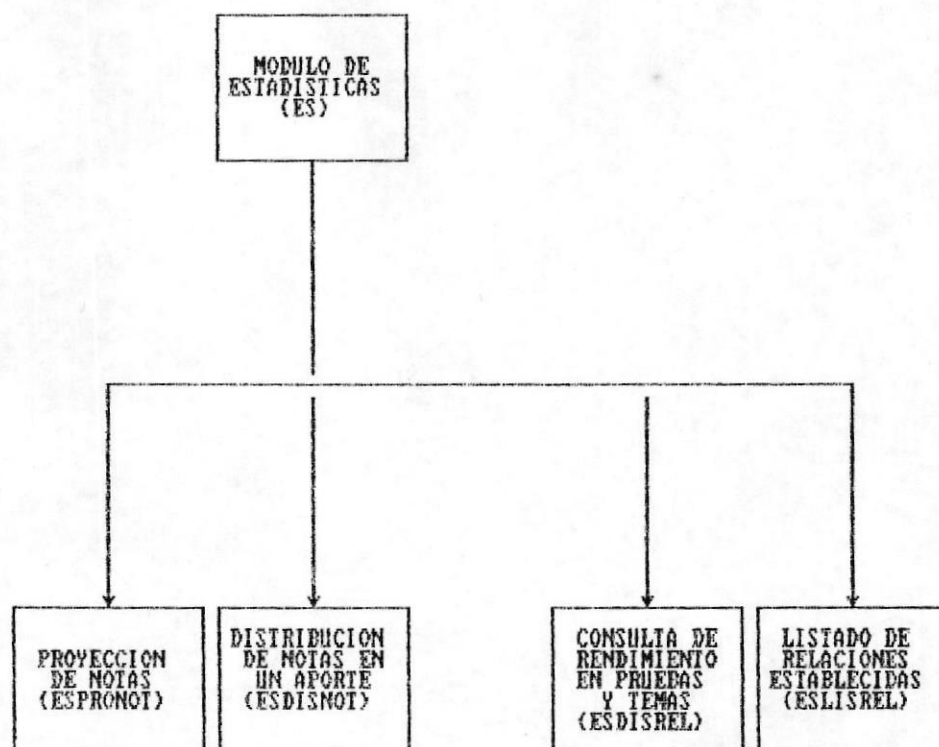 MODULO DE
ESTADISTICAS
(ES)
PROYECCION
DE NOTAS
(ESPRONOT)
DISTRIBUCION
DE NOTAS EN
UN APORTE
(ESDISNOT)
CONSULTA DE
RENDIMIENTO
EN PRUEBAS
Y TEMAS
(ESDISREL)
LISTADO DE
RELACIONES
ESTABLECIDAS
(ESLISREL)